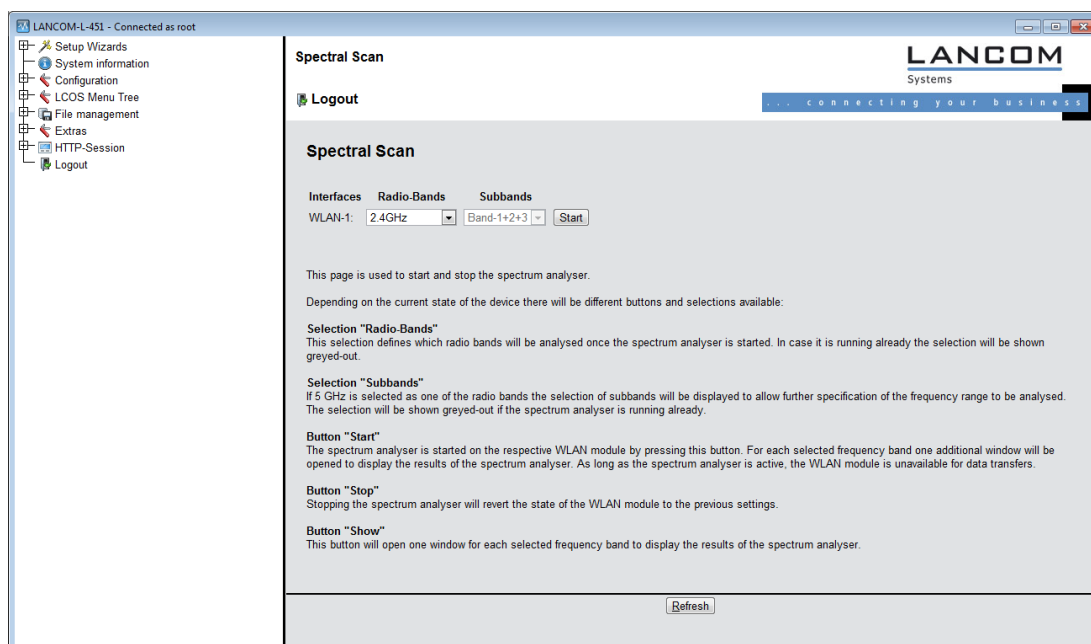 LANCOM-L-451 - Connected as root
Setup Wizards
System information
Configuration
LCOS Menu Tree
File management
Extras
HTTP-Session
Logout
Spectral Scan
LANCOM
Systems
Logout
... connecting your business
Spectral Scan
Interfaces Radio-Bands Subbands
WLAN-1: 2.4GHz Band-1+2+3 Start
This page is used to start and stop the spectrum analyser.
Depending on the current state of the device there will be different buttons and selections available:
Selection "Radio-Bands"
This selection defines which radio bands will be analysed once the spectrum analyser is started. In case it is running already the selection will be shown
greyed-out.
Selection "Subbands"
If 5 GHz is selected as one of the radio bands the selection of subbands will be displayed to allow further specification of the frequency range to be analysed.
The selection will be shown greyed-out if the spectrum analyser is running already.
Button "Start"
The spectrum analyser is started on the respective WLAN module by pressing this button. For each selected frequency band one additional window will be
opened to display the results of the spectrum analyser. As long as the spectrum analyser is active, the WLAN module is unavailable for data transfers.
Button "Stop"
Stopping the spectrum analyser will revert the state of the WLAN module to the previous settings.
Button "Show"
This button will open one window for each selected frequency band to display the results of the spectrum analyser.
Refresh